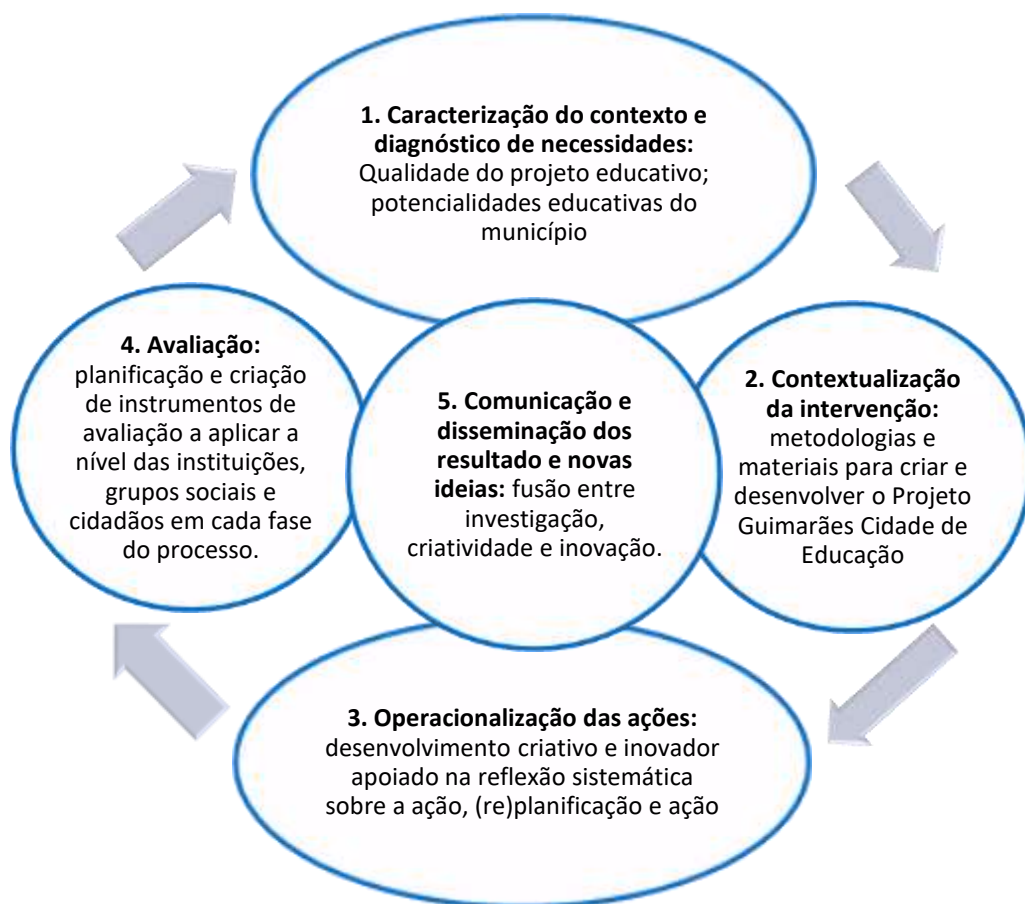 1. Caracterização do contexto e
diagnóstico de necessidades:
Qualidade do projeto educativo;
potencialidades educativas do
município
2. Contextualização
da intervenção:
metodologias e
materiais para criar e
desenvolver o Projeto
Guimarães Cidade de
Educação
3. Operacionalização das ações:
desenvolvimento criativo e inovador
apoiado na reflexão sistemática
sobre a ação, (re)planificação e ação
4. Avaliação:
planificação e criação
de instrumentos de
avaliação a aplicar a
nível das instituições,
grupos sociais e
cidadãos em cada fase
do processo.
5. Comunicação e
disseminação dos
resultado e novas
ideias: fusão entre
investigação,
criatividade e inovação.